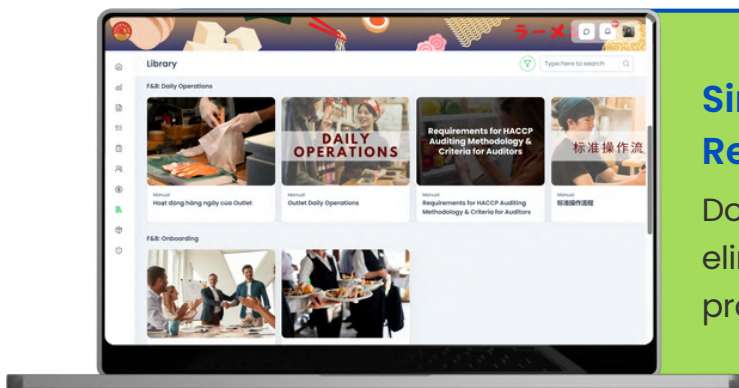 ラーメ
Library
Type here to search
F&B: Daily Operations
DAILY
OPERATIONS
Requirements for HACCP
Auditing Methodology &
Criteria for Auditors
标准操作流
Manual
Hoạt động hàng ngày của Outlet
Manual
Outlet Daily Operations
Manual
Requirements for HACCP Auditing
Methodology & Criteria for Auditors
Manual
标准操作流程
F&B: Onboarding
Si
Re
Do
eli
pro